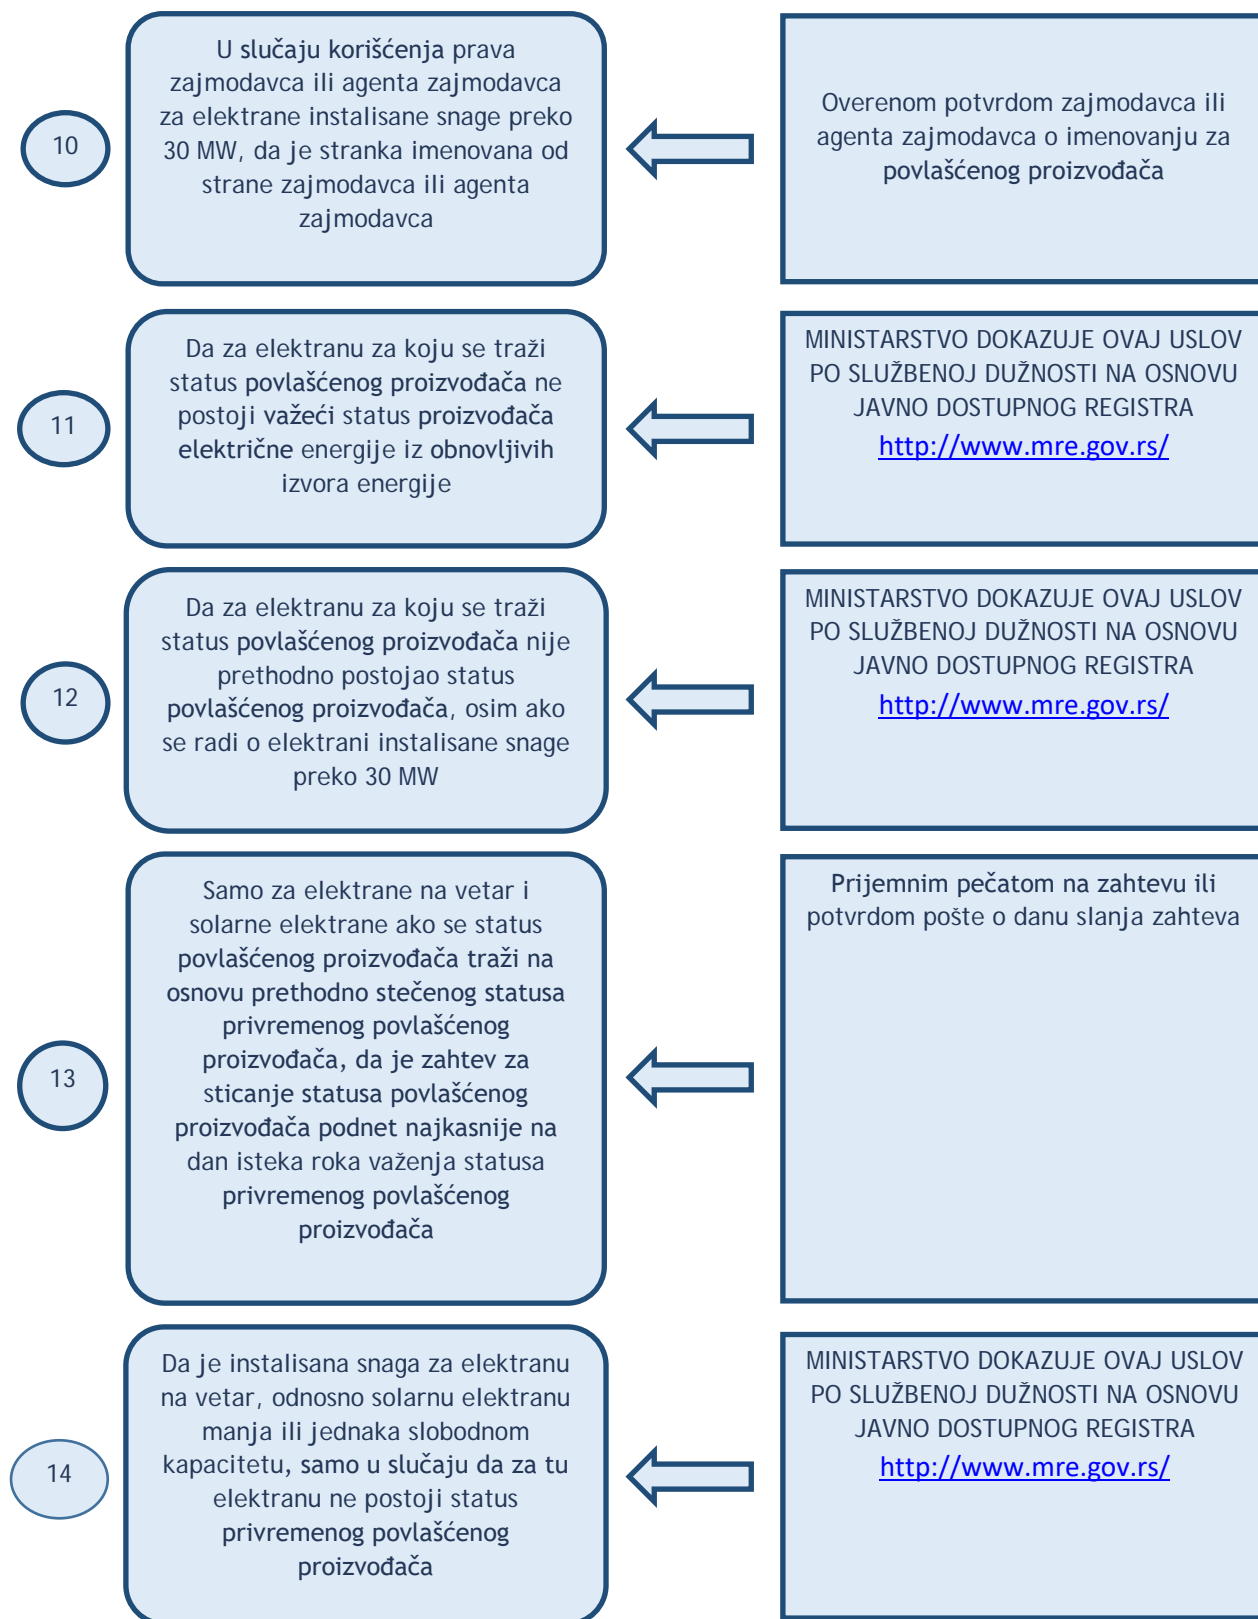 10
U slučaju korišćenja prava
zajmodavca ili agenta zajmodavca
za elektrane instalisane snage preko
30 MW, da je stranka imenovana od
strane zajmodavca ili agenta
zajmodavca
Overenom potvrdom zajmodavca ili
agenta zajmodavca o imenovanju za
povlašćenog proizvođača
11
Da za elektranu za koju se traži
status povlašćenog proizvođača ne
postoji važeći status proizvođača
električne energije iz obnovljivih
izvora energije
MINISTARSTVO DOKAZUJE OVAJ USLOV
PO SLUŽBENOJ DUŽNOSTI NA OSNOVU
JAVNO DOSTUPNOG REGISTRA
http://www.mre.gov.rs/
12
Da za elektranu za koju se traži
status povlašćenog proizvođača nije
prethodno postojao status
povlašćenog proizvođača, osim ako
se radi o elektrani instalisane snage
preko 30 MW
MINISTARSTVO DOKAZUJE OVAJ USLOV
PO SLUŽBENOJ DUŽNOSTI NA OSNOVU
JAVNO DOSTUPNOG REGISTRA
http://www.mre.gov.rs/
13
Samo za elektrane na vetar i
solarne elektrane ako se status
povlašćenog proizvođača traži na
osnovu prethodno stečenog statusa
privremenog povlašćenog
proizvođača, da je zahtev za
sticanje statusa povlašćenog
proizvođača podnet najkasnije na
dan isteka roka važenja statusa
privremenog povlašćenog
proizvođača
Prijemnim pečatom na zahtevu ili
potvrdom pošte o danu slanja zahteva
14
Da je instalisana snaga za elektranu
na vetar, odnosno solarnu elektranu
manja ili jednaka slobodnom
kapacitetu, samo u slučaju da za tu
elektranu ne postoji status
privremenog povlašćenog
proizvođača
MINISTARSTVO DOKAZUJE OVAJ USLOV
PO SLUŽBENOJ DUŽNOSTI NA OSNOVU
JAVNO DOSTUPNOG REGISTRA
http://www.mre.gov.rs/